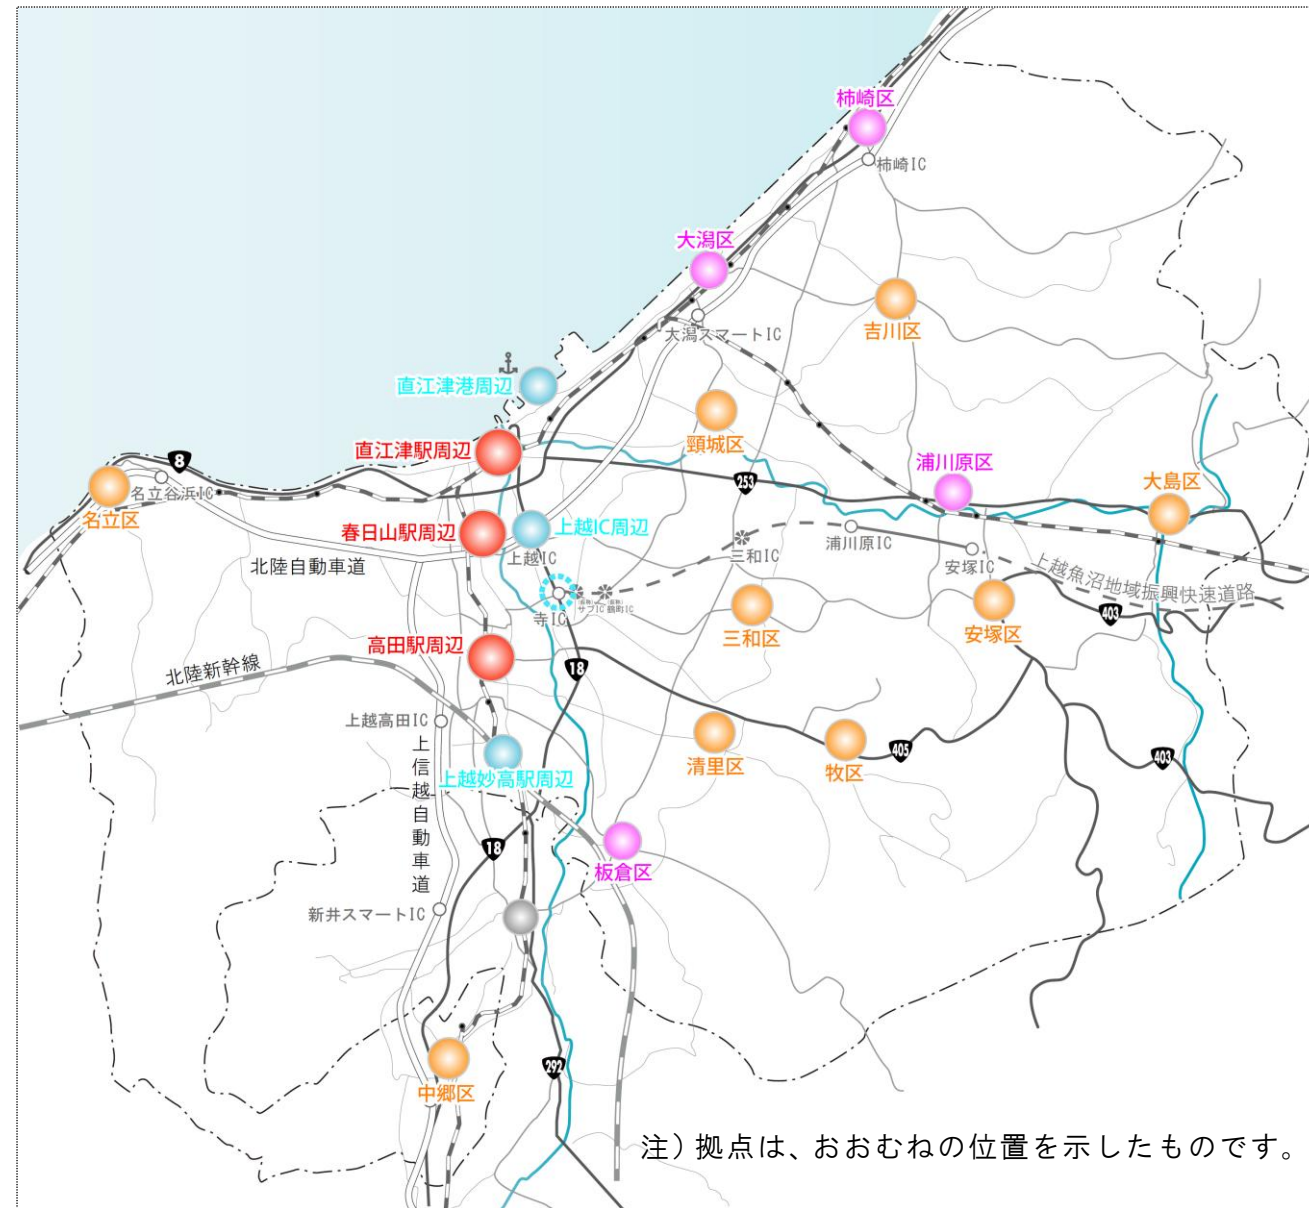 柿崎区
柿崎IC
大潟区
大潟スマートIC
吉川区
直江津港周辺
頸城区
直江津駅周辺
浦川原区
8
名立谷浜IC
名立区
253
大島区
春日山駅周辺
上越IC周辺
上越IC
北陸自動車道
三和IC
浦川原IC
安塚IC
上越魚沼地域振興快速道路
寺IC
鶴町IC
三和区
安塚区
403
高田駅周辺
18
北陸新幹線
上越高田IC
上信越自動車道
清里区
牧区
405
403
上越妙高駅周辺
18
板倉区
新井スマートIC
中郷区
292
注）拠点は、おおむねの位置を示したものです。